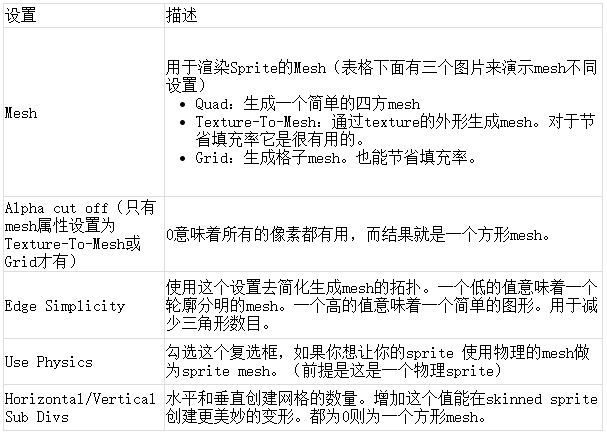 设置
描述
Mesh
用于渲染Sprite的Mesh（表格下面有三个图片来演示mesh不同
设置）
• Quad：生成一个简单的四方mesh
• Texture-To-Mesh：通过texture的外形生成mesh。对于节
省填充率它是很有用的。
• Grid：生成格子mesh。也能节省填充率。
Alpha cut off（只有
mesh属性设置为
Texture-To-Mesh或
Grid才有）
0意味着所有的像素都有用，而结果就是一个方形mesh。
Edge Simplicity
使用这个设置去简化生成mesh的拓扑。一个低的值意味着一个
轮廓分明的mesh。一个高的值意味着一个简单的图形。用于减
少三角形数目。
Use Physics
勾选这个复选框，如果你想让你的sprite 使用物理的mesh做
为sprite mesh。（前提是这是一个物理sprite）
Horizontal/Vertical
Sub Divs
水平和垂直创建网格的数量。增加这个值能在skinned sprite
创建更美妙的变形。都为0则为一个方形mesh。